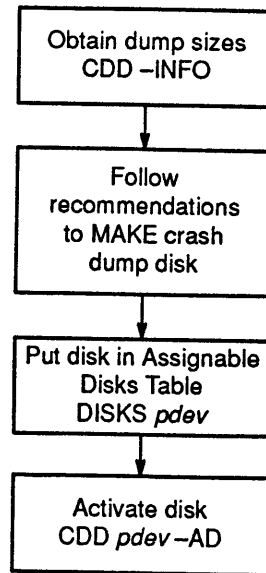 Obtain dump sizes
CDD –INFO
Follow
recommendations
to MAKE crash
dump disk
Put disk in Assignable
Disks Table
DISKS pdev
Activate disk
CDD pdev –AD